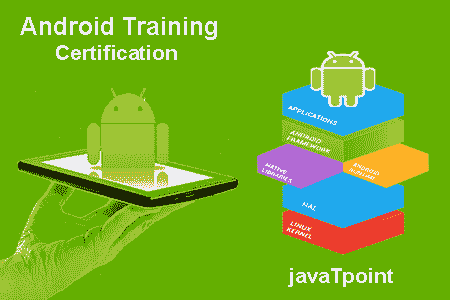 Android Training
Certification
APPLICATIONS
ANDROID
FRAMEWORK
NATIVE
LIBRARIES
ANDROID
RUNTIME
HAL
LINUX
KERNEL
javaTpoint